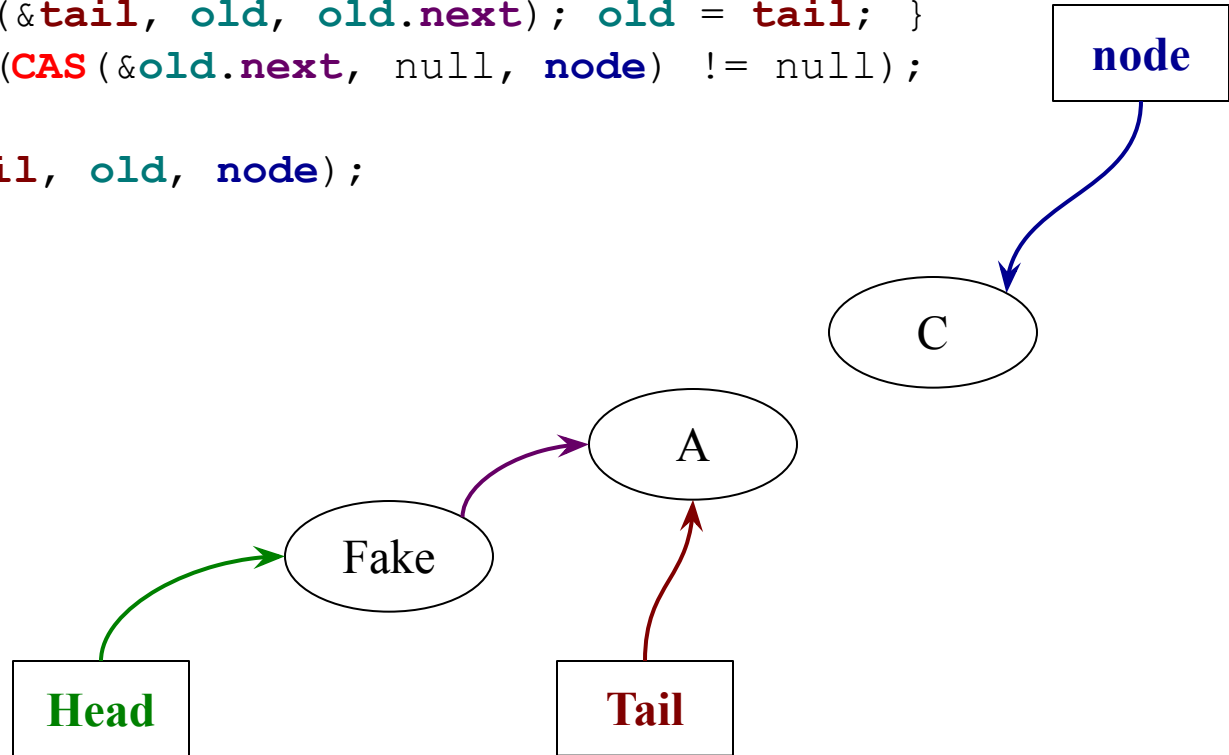 (&tail, old, old.next); old = tail; }
(CAS(&old.next, null, node) != null);
node
il, old, node);
C
A
Fake
Head
Tail